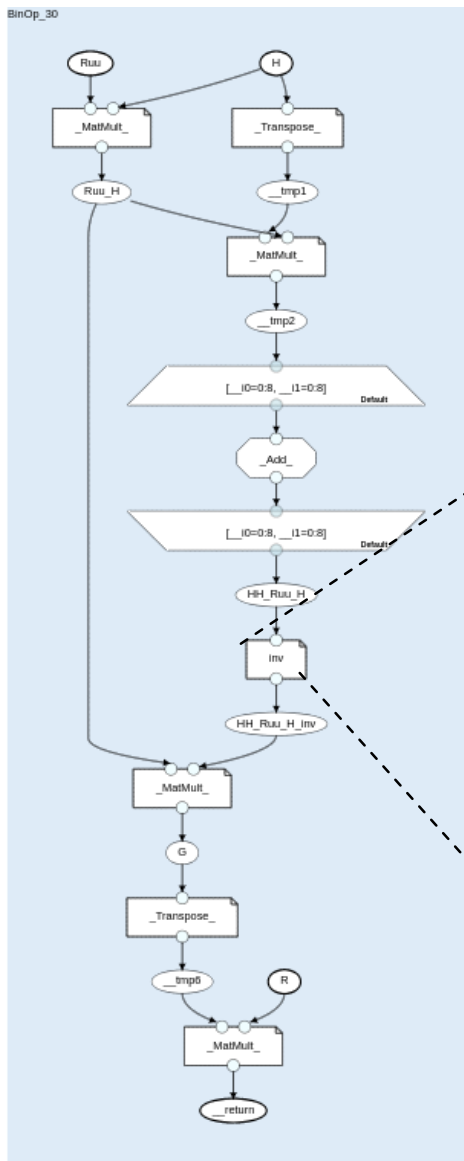 BinOp_30
Ruu
H
_MatMult_
_Transpose_
Ruu_H
__tmp1
_MatMult_
__tmp2
[__i0=0:8, __i1=0:8]
Default
_Add_
[__i0=0:8, __i1=0:8]
Default
HH_Ruu_H
inv
HH_Ruu_H_inv
_MatMult_
G
_Transpose_
__tmp6
R
_MatMult_
__return